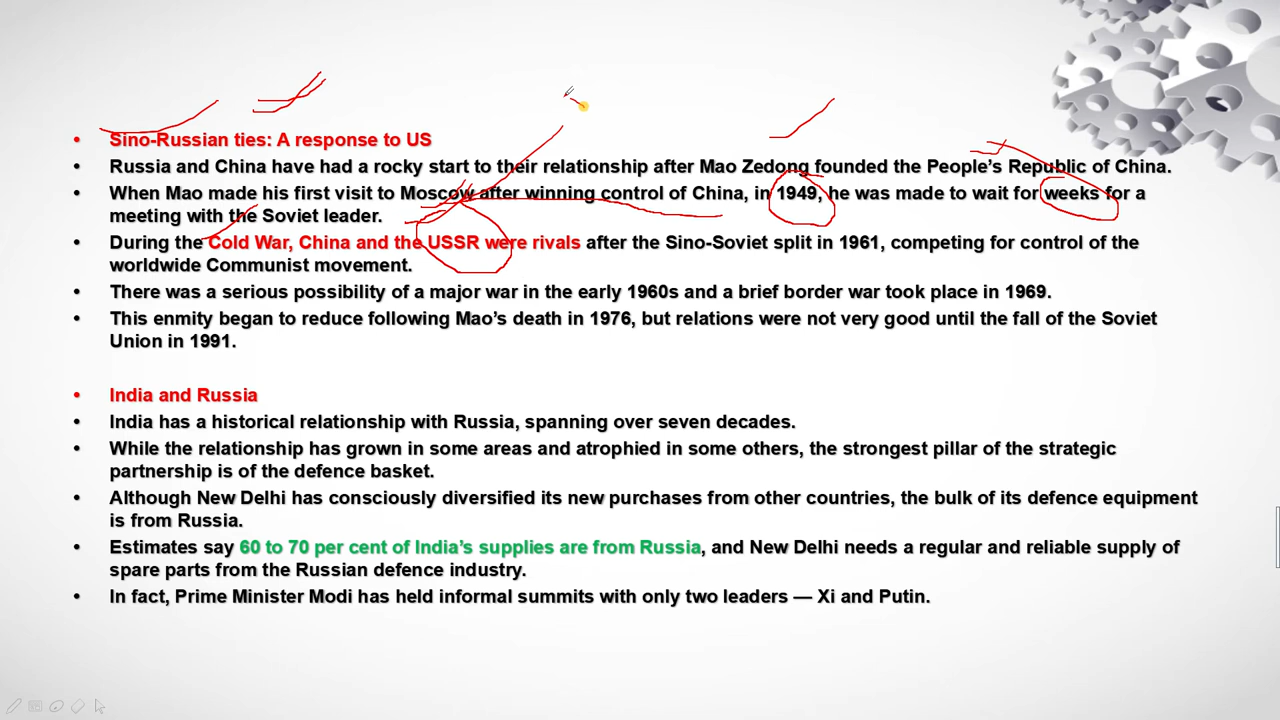 • Sino-Russian ties: A response to US
• Russia and China have had a rocky start to their relationship after Mao Zedong founded the People's Republic of China.
• When Mao made his first visit to Moscow after winning control of China, in 1949, he was made to wait for weeks for a
meeting with the Soviet leader.
• During the Cold War, China and the USSR were rivals after the Sino-Soviet split in 1961, competing for control of the
worldwide Communist movement.
• There was a serious possibility of a major war in the early 1960s and a brief border war took place in 1969.
• This enmity began to reduce following Mao's death in 1976, but relations were not very good until the fall of the Soviet
Union in 1991.
• India and Russia
• India has a historical relationship with Russia, spanning over seven decades.
• While the relationship has grown in some areas and atrophied in some others, the strongest pillar of the strategic
partnership is of the defence basket.
• Although New Delhi has consciously diversified its new purchases from other countries, the bulk of its defence equipment
is from Russia.
• Estimates say 60 to 70 per cent of India's supplies are from Russia, and New Delhi needs a regular and reliable supply of
spare parts from the Russian defence industry.
• In fact, Prime Minister Modi has held informal summits with only two leaders — Xi and Putin.